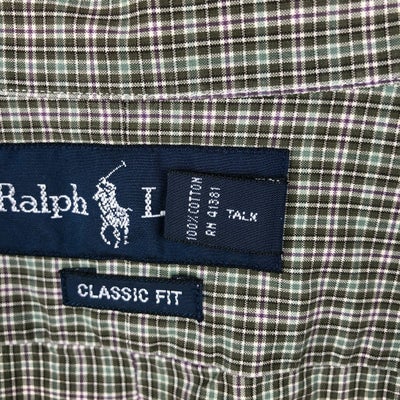 Ralph L
100% COTTON
RN 41381
TALK
CLASSIC FIT